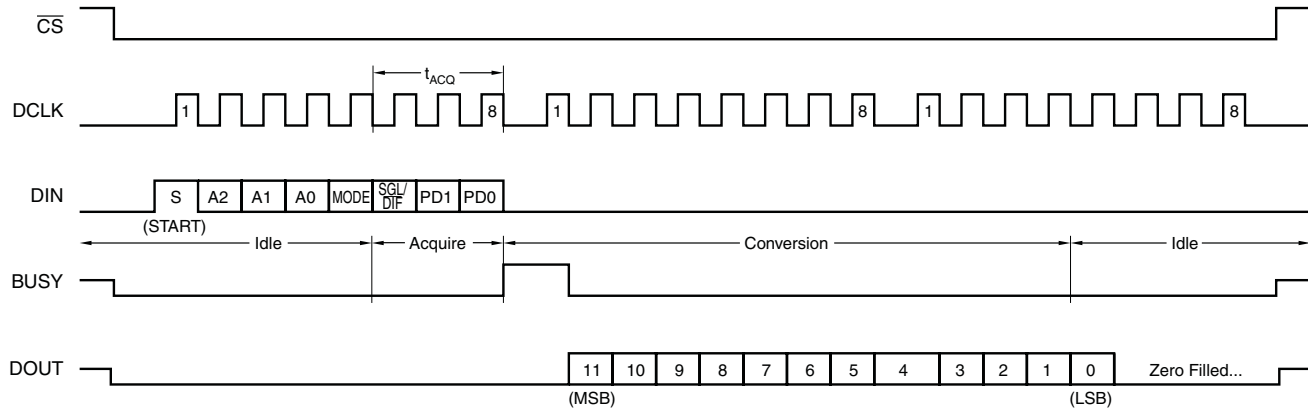 CS
tACQ
DCLK 1 8 1 8 1 8
DIN S A2 A1 A0 MODE SGL/DIF PD1 PD0
(START)
Idle Acquire Conversion Idle
BUSY
DOUT 11 10 9 8 7 6 5 4 3 2 1 0 Zero Filled...
(MSB) (LSB)